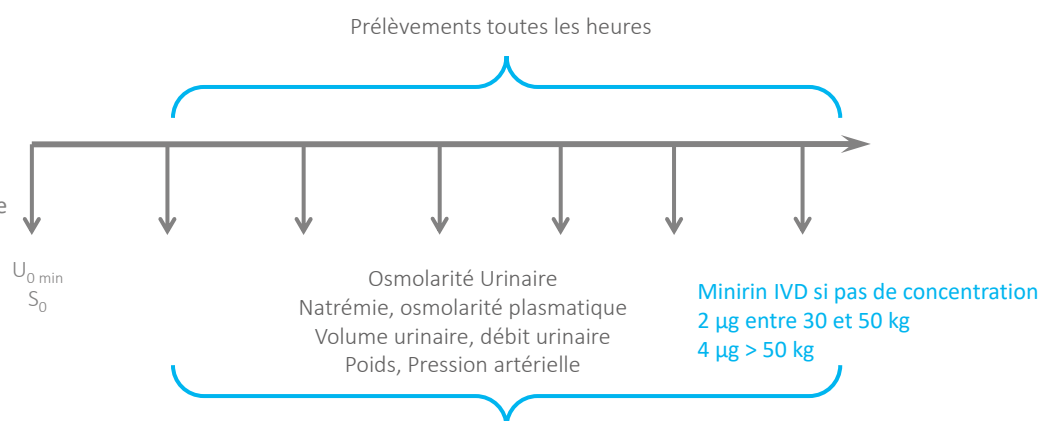 Prélèvements toutes les heures
e
U0 min
S0
Osmolarité Urinaire
Natrémie, osmolarité plasmatique
Volume urinaire, débit urinaire
Poids, Pression artérielle
Minirin IVD si pas de concentration
2 µg entre 30 et 50 kg
4 µg > 50 kg